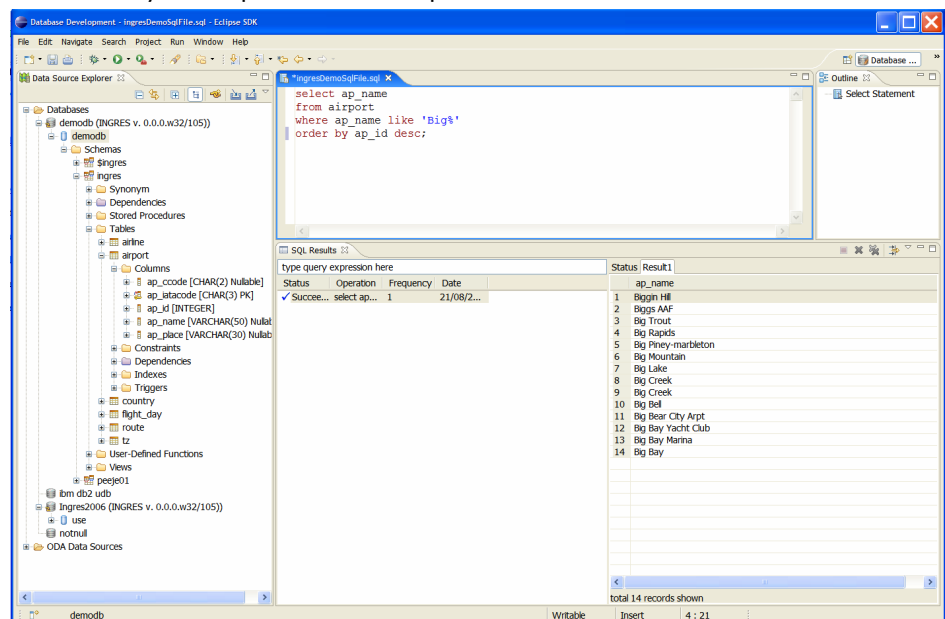 Database Development - ingresDemoSqlFile.sql - Eclipse SDK
File Edit Navigate Search Project Run Window Help
Database ...
Data Source Explorer
Databases
demodb (INGRES v. 0.0.0.w32/105))
demodb
Schemas
$ingres
ingres
Synonym
Dependencies
Stored Procedures
Tables
airline
airport
Columns
ap_ccode [CHAR(2) Nullable]
ap_iatacode [CHAR(3) PK]
ap_id [INTEGER]
ap_name [VARCHAR(50) Nullab
ap_place [VARCHAR(30) Nullab
Constraints
Dependencies
Indexes
Triggers
country
flight_day
route
tz
User-Defined Functions
Views
peeje01
ibm db2 udb
Ingres2006 (INGRES v. 0.0.0.w32/105))
use
notnull
ODA Data Sources
*ingresDemoSqlFile.sql
select ap_name
from airport
where ap_name like 'Big%'
order by ap_id desc;
Outline
Select Statement
SQL Results
type query expression here
Status Operation Frequency Date
Succee... select ap... 1 21/08/2...
Status Result1
ap_name
1 Biggin Hill
2 Biggs AAF
3 Big Trout
4 Big Rapids
5 Big Piney-marbleton
6 Big Mountain
7 Big Lake
8 Big Creek
9 Big Creek
10 Big Bell
11 Big Bear City Arpt
12 Big Bay Yacht Club
13 Big Bay Marina
14 Big Bay
total 14 records shown
demodb
Writable Insert 4 : 21